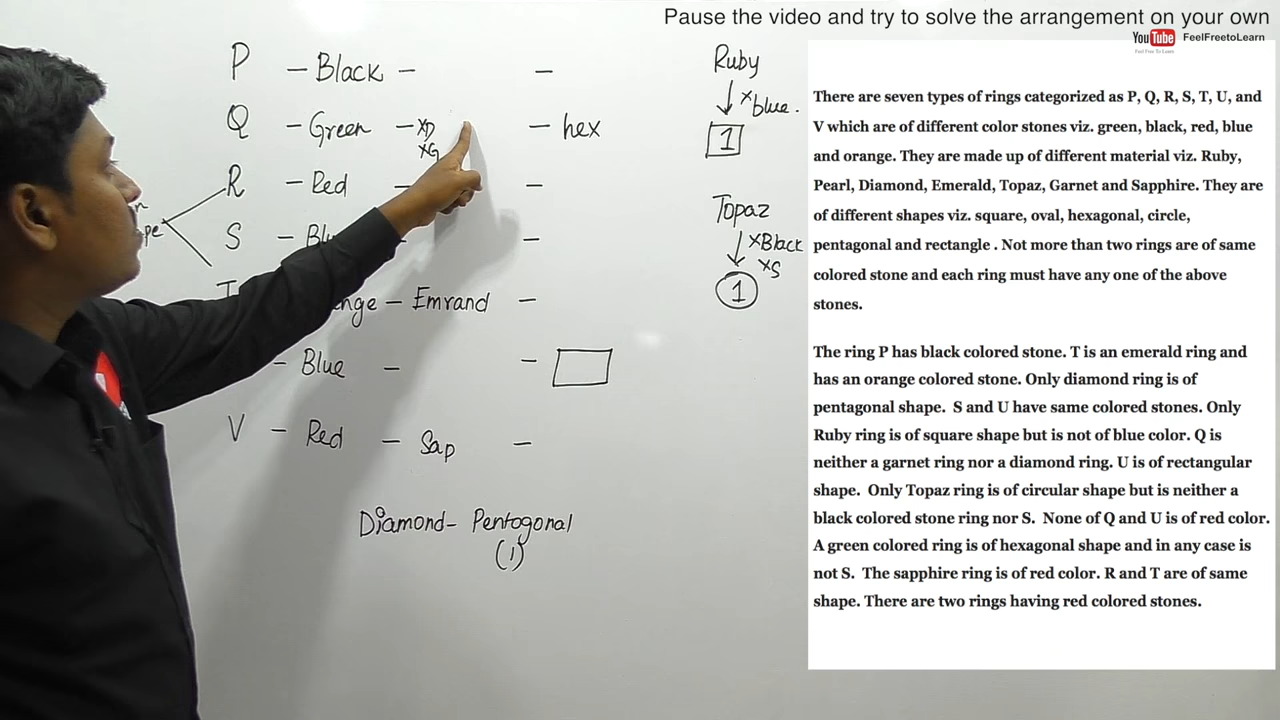 Pause the video and try to solve the arrangement on your own
YouTube FeelFreetoLearn
Feel Free To Learn
P - Black - -
Q - Green - xD - hex
xG
R - Red - -
S - Blu -
T nge - Emrand -
- Blue - -
V - Red - Sap -
Diamond- Pentogonal
(1)
pe
Ruby
x blue.
1
Topaz
xBlack
xS
1
There are seven types of rings categorized as P, Q, R, S, T, U, and
V which are of different color stones viz. green, black, red, blue
and orange. They are made up of different material viz. Ruby,
Pearl, Diamond, Emerald, Topaz, Garnet and Sapphire. They are
of different shapes viz. square, oval, hexagonal, circle,
pentagonal and rectangle . Not more than two rings are of same
colored stone and each ring must have any one of the above
stones.
The ring P has black colored stone. T is an emerald ring and
has an orange colored stone. Only diamond ring is of
pentagonal shape. S and U have same colored stones. Only
Ruby ring is of square shape but is not of blue color. Q is
neither a garnet ring nor a diamond ring. U is of rectangular
shape. Only Topaz ring is of circular shape but is neither a
black colored stone ring nor S. None of Q and U is of red color.
A green colored ring is of hexagonal shape and in any case is
not S. The sapphire ring is of red color. R and T are of same
shape. There are two rings having red colored stones.